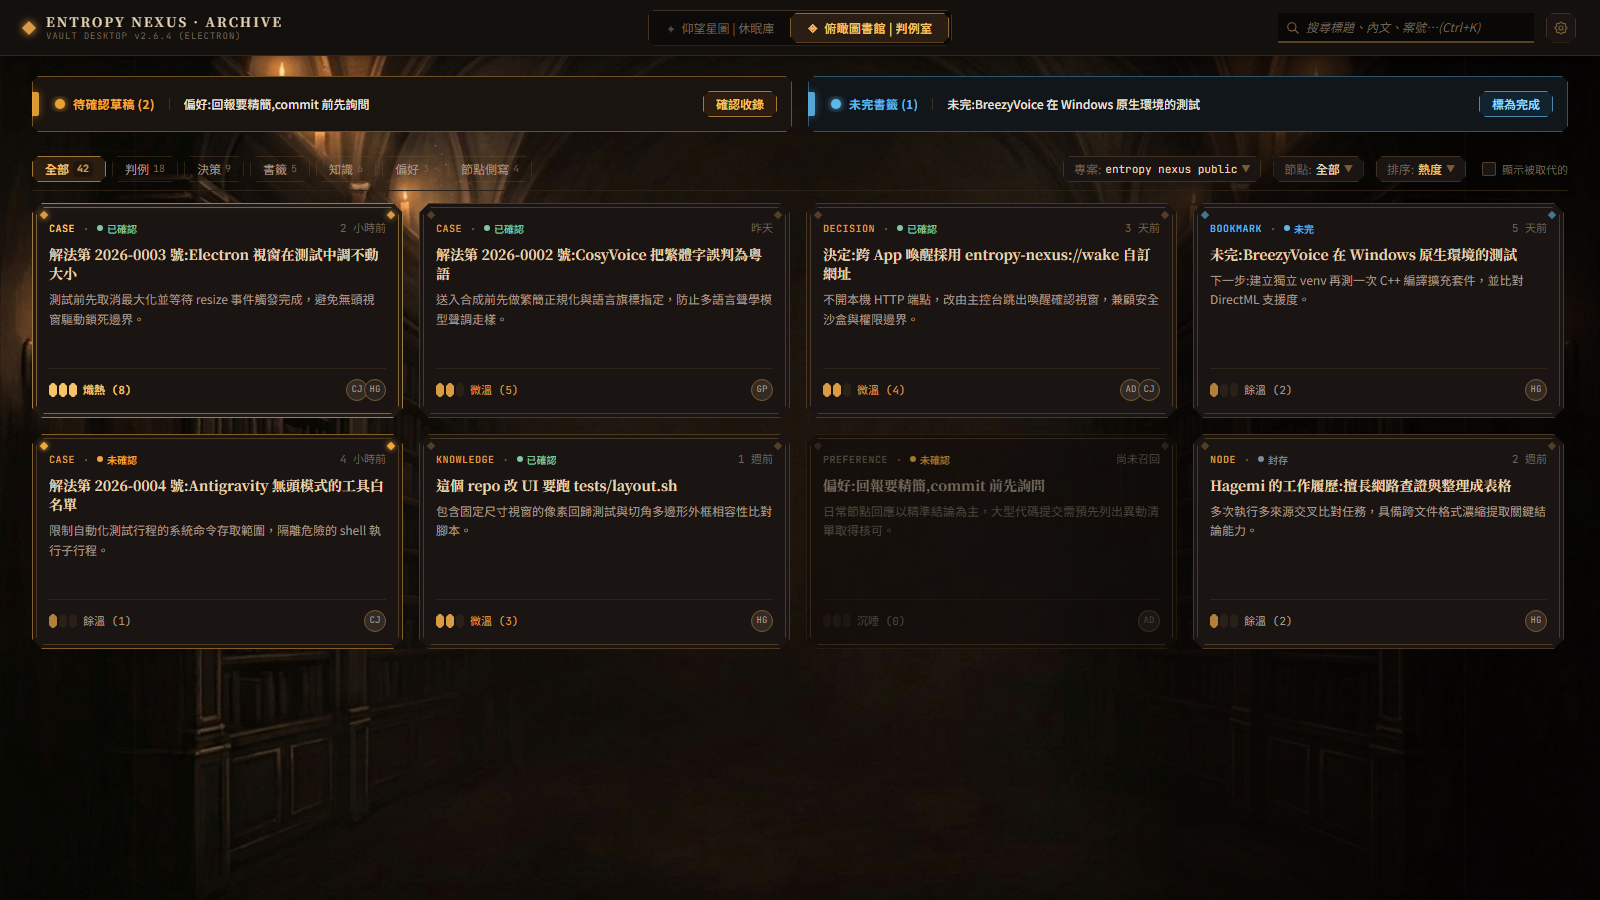 ENTROPY NEXUS · ARCHIVE
VAULT DESKTOP v2.6.4 (ELECTRON)
仰望星圖 | 休眠庫
俯瞰圖書館 | 判例室
搜尋標題、內文、案號…(Ctrl+K)
待確認草稿 (2)
偏好:回報要精簡,commit 前先詢問
確認收錄
未完書籤 (1)
未完:BreezyVoice 在 Windows 原生環境的測試
標為完成
全部 42
判例 18
決策 9
書籤 5
知識 6
偏好 3
節點側寫 4
專案: entropy nexus public ▼
節點: 全部 ▼
排序: 熱度 ▼
顯示被取代的
CASE · 已確認
2 小時前
解法第 2026-0003 號:Electron 視窗在測試中調不動
大小
測試前先取消最大化並等待 resize 事件觸發完成，避免無頭視
窗驅動鎖死邊界。
熾熱 (8)
CJ HG
CASE · 已確認
昨天
解法第 2026-0002 號:CosyVoice 把繁體字誤判為粵
語
送入合成前先做繁簡正規化與語言旗標指定，防止多語言聲學模
型聲調走樣。
微溫 (5)
GP
DECISION · 已確認
3 天前
決定:跨 App 喚醒採用 entropy-nexus://wake 自訂
網址
不開本機 HTTP 端點，改由主控台跳出喚醒確認視窗，兼顧安全
沙盒與權限邊界。
微溫 (4)
AD CJ
BOOKMARK · 未完
5 天前
未完:BreezyVoice 在 Windows 原生環境的測試
下一步:建立獨立 venv 再測一次 C++ 編譯擴充套件，並比對
DirectML 支援度。
餘溫 (2)
HG
CASE · 未確認
4 小時前
解法第 2026-0004 號:Antigravity 無頭模式的工具白
名單
限制自動化測試行程的系統命令存取範圍，隔離危險的 shell 執
行子行程。
餘溫 (1)
CJ
KNOWLEDGE · 已確認
1 週前
這個 repo 改 UI 要跑 tests/layout.sh
包含固定尺寸視窗的像素回歸測試與切角多邊形外框相容性比對
腳本。
微溫 (3)
HG
PREFERENCE · 未確認
尚未召回
偏好:回報要精簡,commit 前先詢問
日常節點回應以精準結論為主，大型代碼提交需預先列出異動清
單取得核可。
沉睡 (0)
AD
NODE · 封存
2 週前
Hagemi 的工作履歷:擅長網路查證與整理成表格
多次執行多來源交叉比對任務，具備跨文件格式濃縮提取關鍵結
論能力。
餘溫 (2)
HG